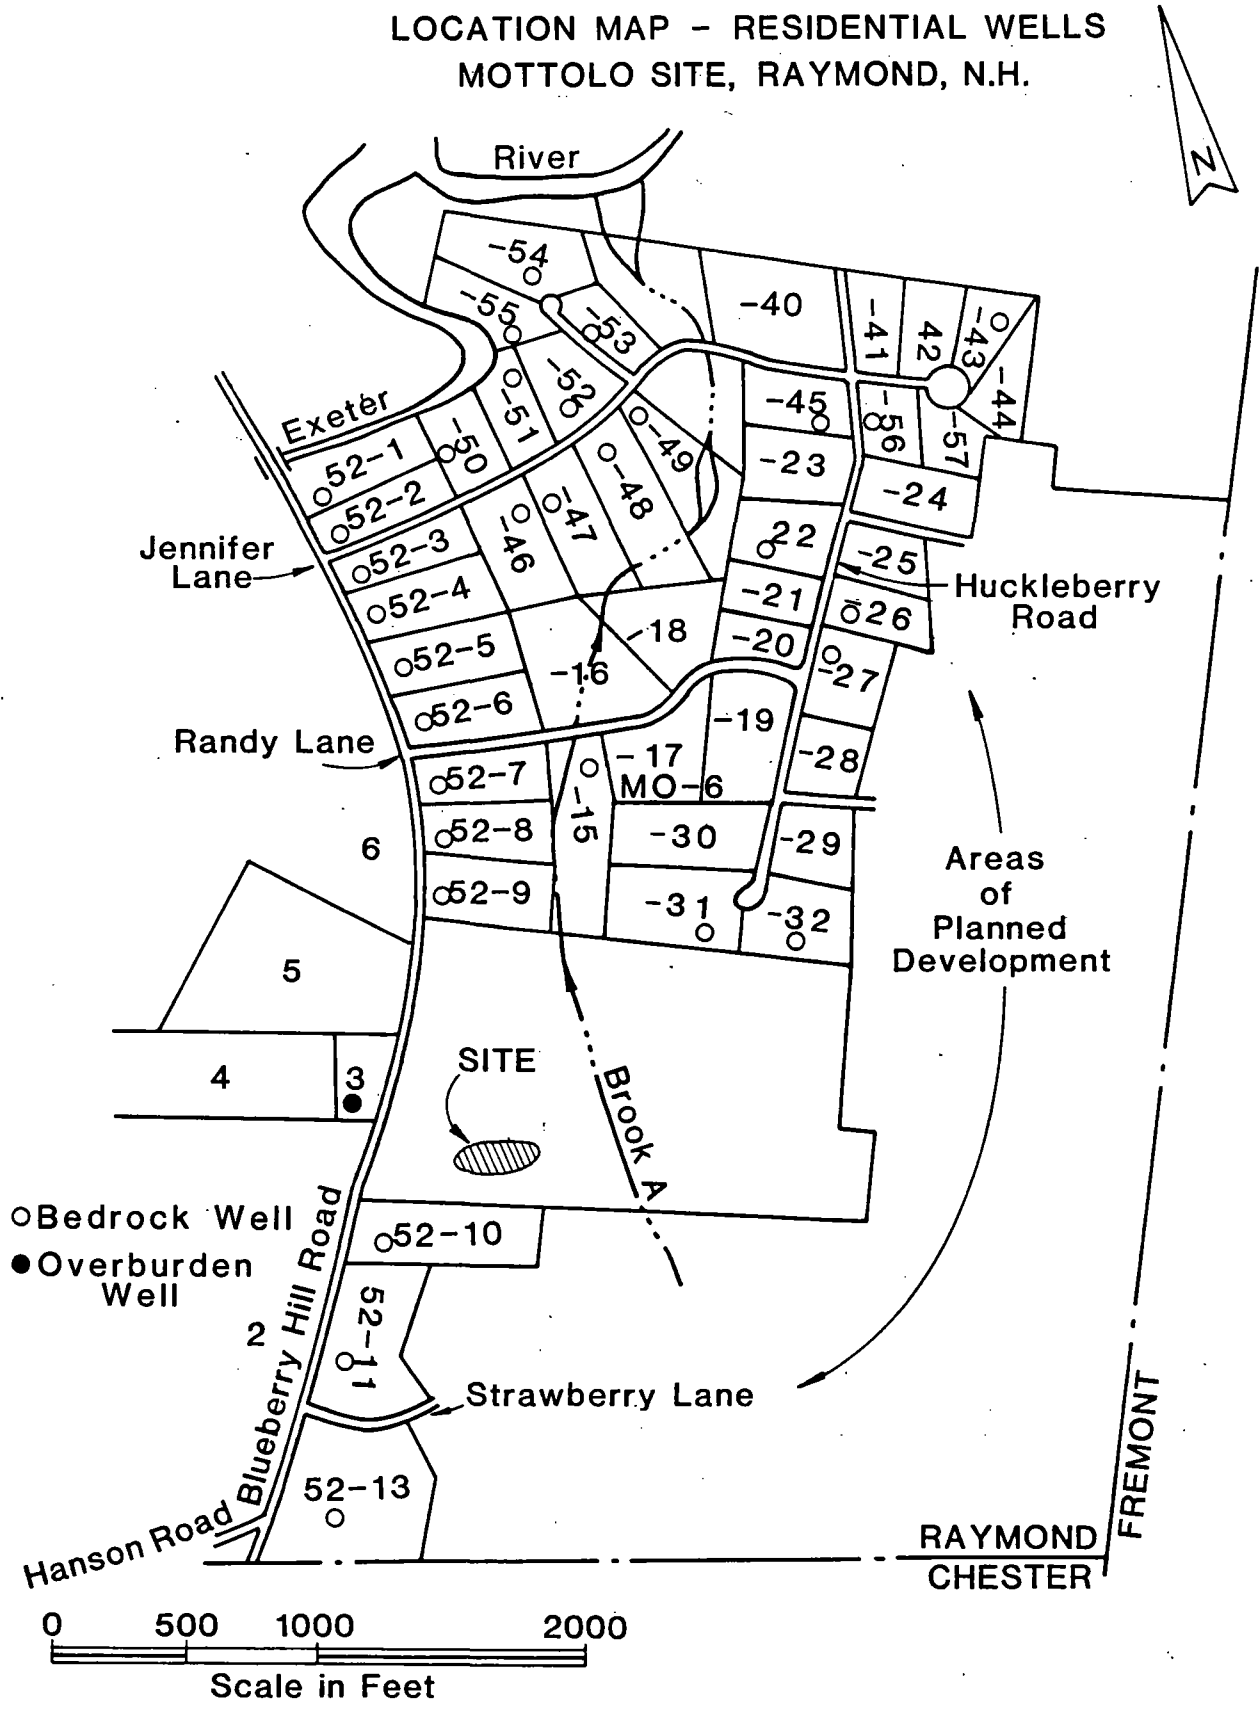 LOCATION MAP – RESIDENTIAL WELLS
MOTTOLO SITE, RAYMOND, N.H.
N
River
-54
-55
-53
-40
-41
42
-43
-44
-52
-51
-50
Exeter
52-1
52-2
-49
-48
-47
-46
-45
-56
-57
-23
-24
Jennifer
Lane
52-3
52-4
22
-25
Huckleberry
Road
-21
-26
-20
-18
-16
52-5
52-6
-27
-19
-28
Randy Lane
52-7
-17
MO-6
-15
52-8
-30
-29
6
52-9
-31
-32
Areas
of
Planned
Development
5
4
3
SITE
Brook A
Bedrock Well
Overburden
Well
52-10
52-11
2
Blueberry Hill Road
Strawberry Lane
52-13
Hanson Road
FREMONT
RAYMOND
CHESTER
0 500 1000 2000
Scale in Feet